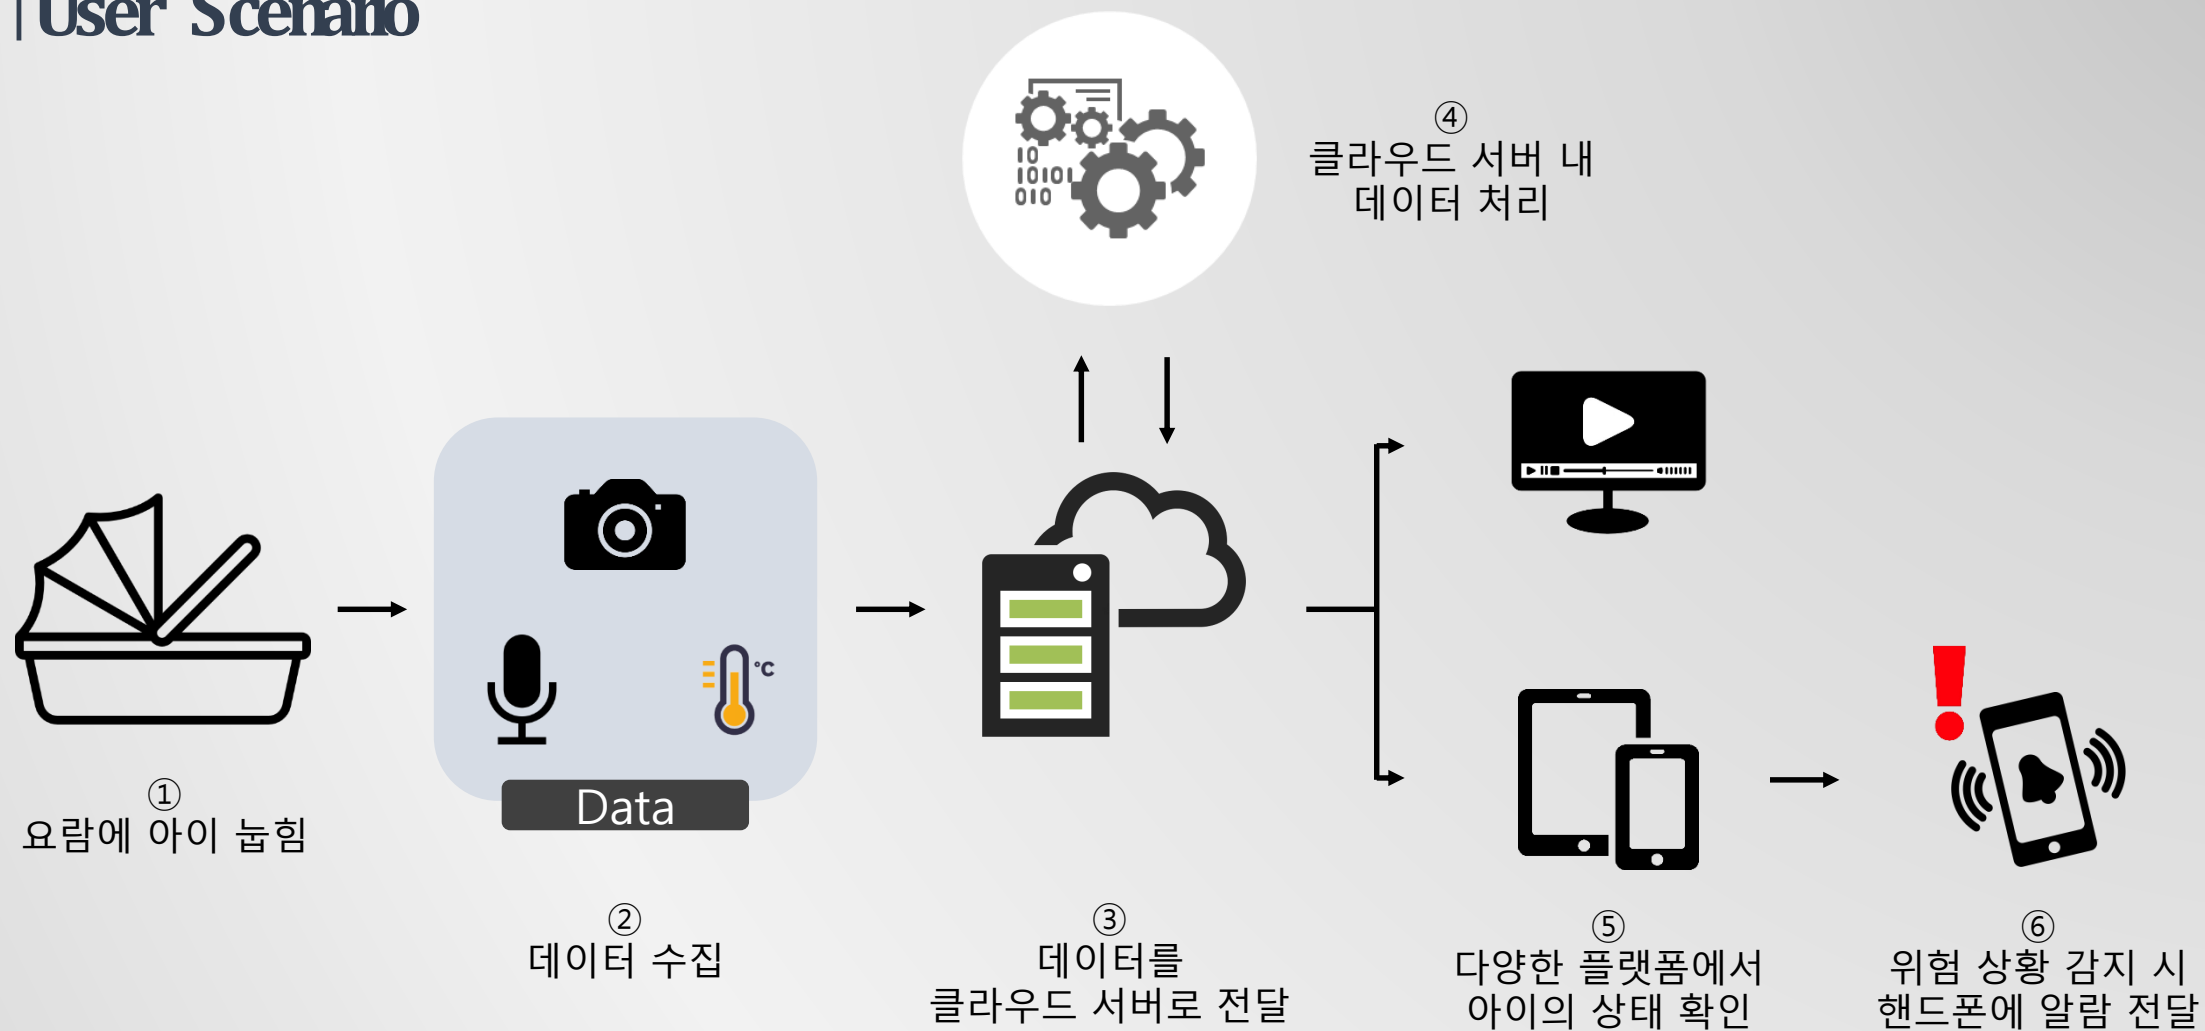 User Scenario
10
10101
010
④
클라우드 서버 내
데이터 처리
℃
Data
①
요람에 아이 눕힘
②
데이터 수집
③
데이터를
클라우드 서버로 전달
⑤
다양한 플랫폼에서
아이의 상태 확인
⑥
위험 상황 감지 시
핸드폰에 알람 전달